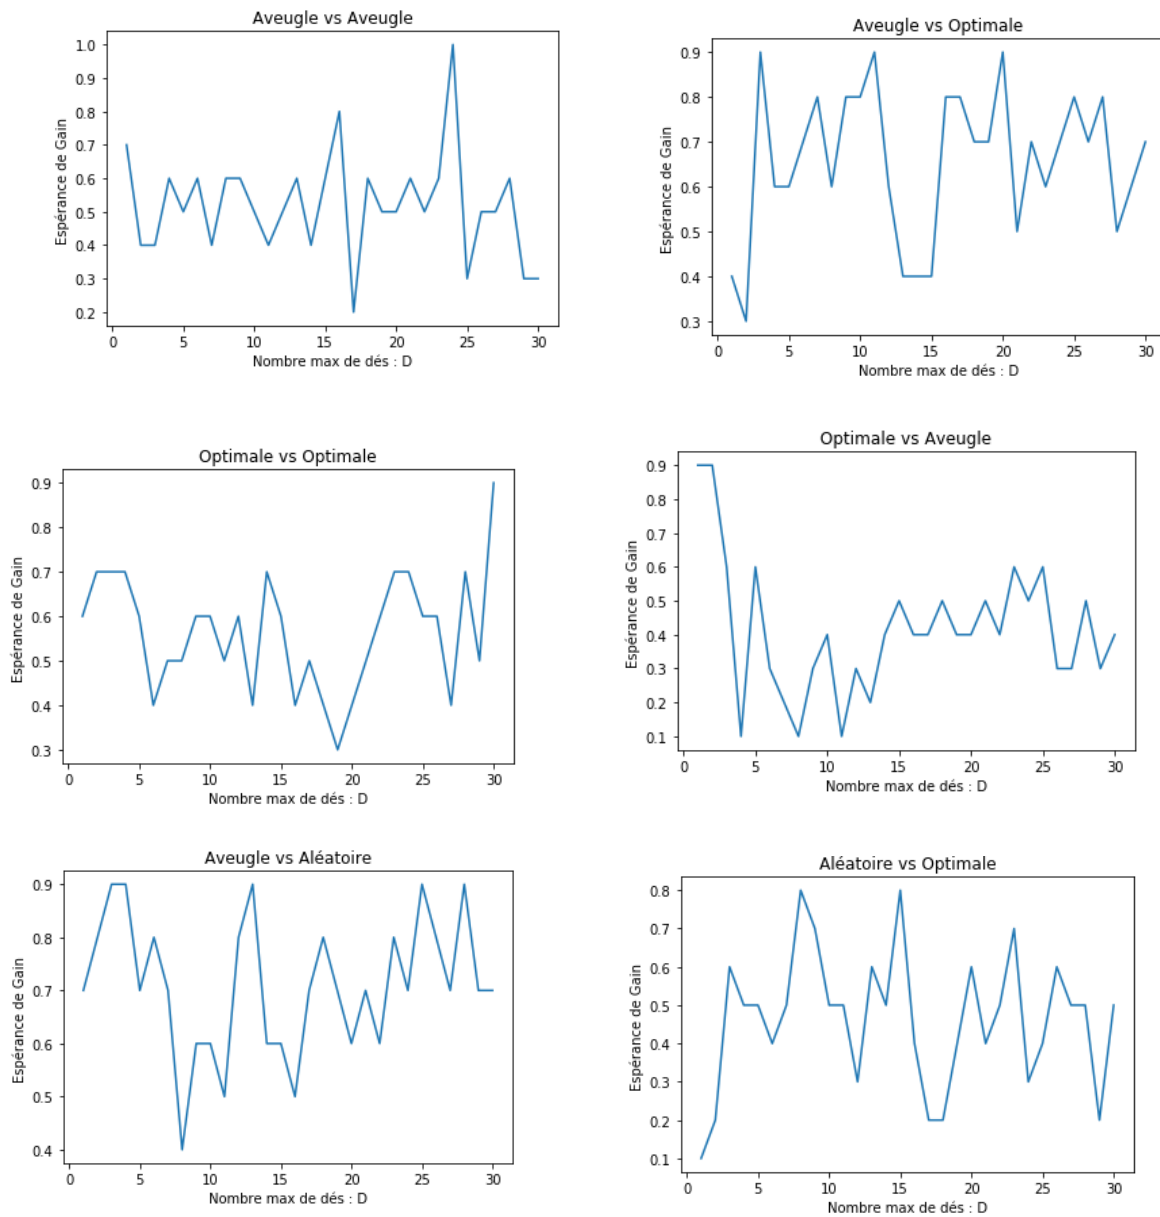 Aveugle vs Aveugle
Espérance de Gain
1.0
0.9
0.8
0.7
0.6
0.5
0.4
0.3
0.2
0 5 10 15 20 25 30
Nombre max de dés : D
Aveugle vs Optimale
Espérance de Gain
0.9
0.8
0.7
0.6
0.5
0.4
0.3
0 5 10 15 20 25 30
Nombre max de dés : D
Optimale vs Optimale
Espérance de Gain
0.9
0.8
0.7
0.6
0.5
0.4
0.3
0 5 10 15 20 25 30
Nombre max de dés : D
Optimale vs Aveugle
Espérance de Gain
0.9
0.8
0.7
0.6
0.5
0.4
0.3
0.2
0.1
0 5 10 15 20 25 30
Nombre max de dés : D
Aveugle vs Aléatoire
Espérance de Gain
0.9
0.8
0.7
0.6
0.5
0.4
0 5 10 15 20 25 30
Nombre max de dés : D
Aléatoire vs Optimale
Espérance de Gain
0.8
0.7
0.6
0.5
0.4
0.3
0.2
0.1
0 5 10 15 20 25 30
Nombre max de dés : D